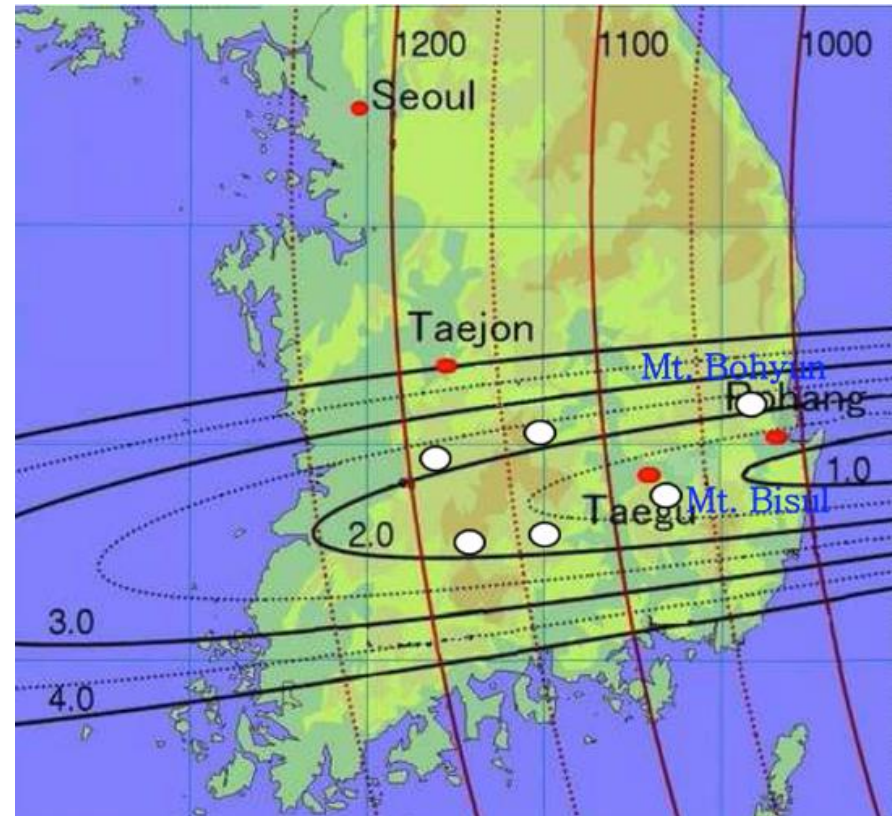 1200 1100 1000
Seoul
Taejon
Mt. Bohyun
Pohang
1.0
Taegu Mt. Bisul
2.0
3.0
4.0